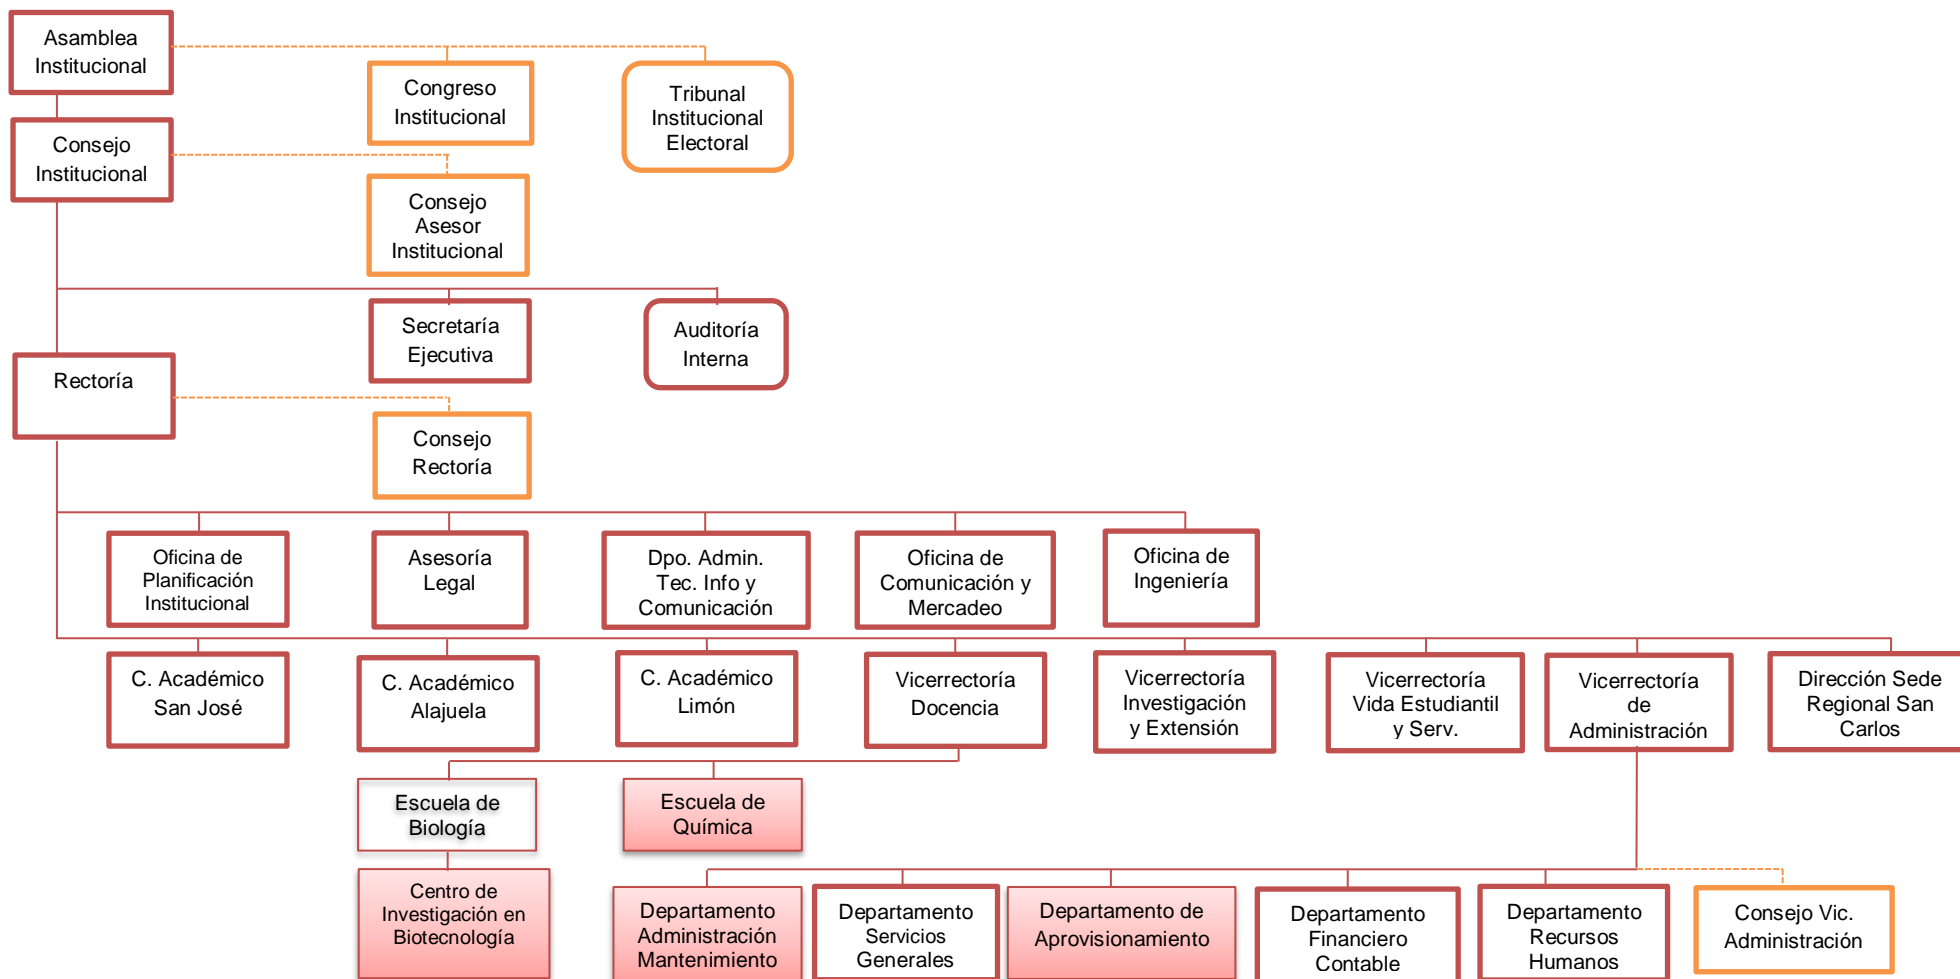 Asamblea
Institucional
Congreso
Institucional
Tribunal
Institucional
Electoral
Consejo
Institucional
Consejo
Asesor
Institucional
Secretaría
Ejecutiva
Auditoría
Interna
Rectoría
Consejo
Rectoría
Oficina de
Planificación
Institucional
Asesoría
Legal
Dpo. Admin.
Tec. Info y
Comunicación
Oficina de
Comunicación y
Mercadeo
Oficina de
Ingeniería
C. Académico
San José
C. Académico
Alajuela
C. Académico
Limón
Vicerrectoría
Docencia
Vicerrectoría
Investigación
y Extensión
Vicerrectoría
Vida Estudiantil
y Serv.
Vicerrectoría
de
Administración
Dirección Sede
Regional San
Carlos
Escuela de
Biología
Escuela de
Química
Centro de
Investigación en
Biotecnología
Departamento
Administración
Mantenimiento
Departamento
Servicios
Generales
Departamento de
Aprovisionamiento
Departamento
Financiero
Contable
Departamento
Recursos
Humanos
Consejo Vic.
Administración